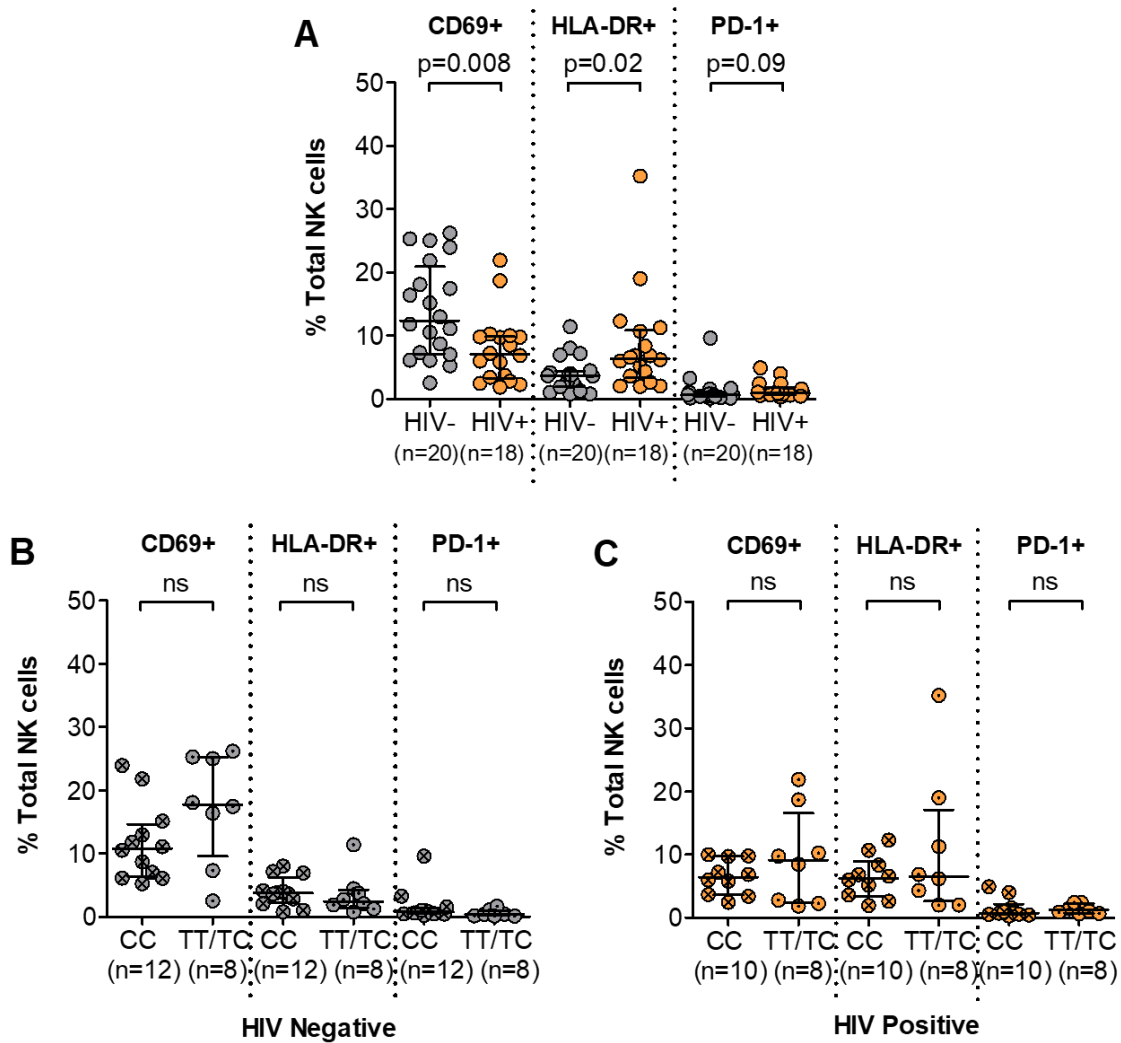 A
CD69+ HLA-DR+ PD-1+
p=0.008 p=0.02 p=0.09
% Total NK cells
50
40
30
20
10
0
HIV- HIV+ HIV- HIV+ HIV- HIV+
(n=20) (n=18) (n=20) (n=18) (n=20) (n=18)
B
CD69+ HLA-DR+ PD-1+
ns ns ns
% Total NK cells
50
40
30
20
10
0
CC TT/TC CC TT/TC CC TT/TC
(n=12) (n=8) (n=12) (n=8) (n=12) (n=8)
HIV Negative
C
CD69+ HLA-DR+ PD-1+
ns ns ns
% Total NK cells
50
40
30
20
10
0
CC TT/TC CC TT/TC CC TT/TC
(n=10) (n=8) (n=10) (n=8) (n=10) (n=8)
HIV Positive